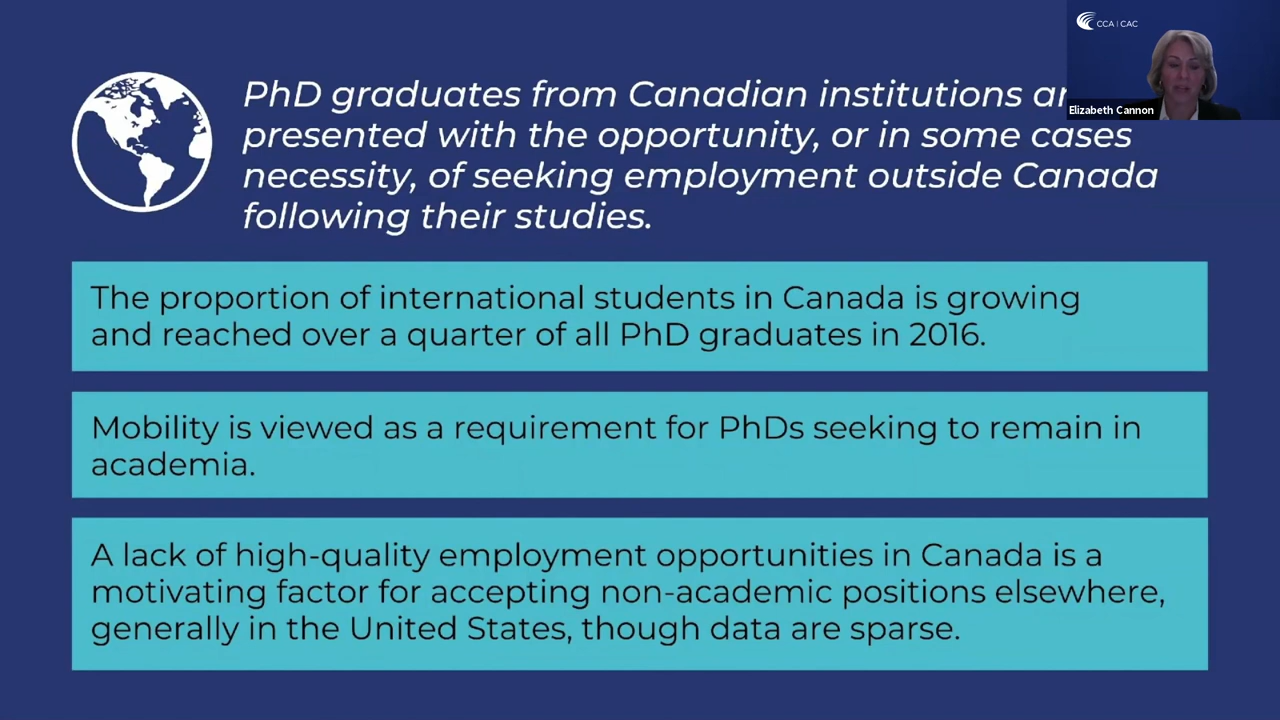 CCA | CAC
Elizabeth Cannon
PhD graduates from Canadian institutions
presented with the opportunity, or in some cases
necessity, of seeking employment outside Canada
following their studies.
The proportion of international students in Canada is growing
and reached over a quarter of all PhD graduates in 2016.
Mobility is viewed as a requirement for PhDs seeking to remain in
academia.
A lack of high-quality employment opportunities in Canada is a
motivating factor for accepting non-academic positions elsewhere,
generally in the United States, though data are sparse.